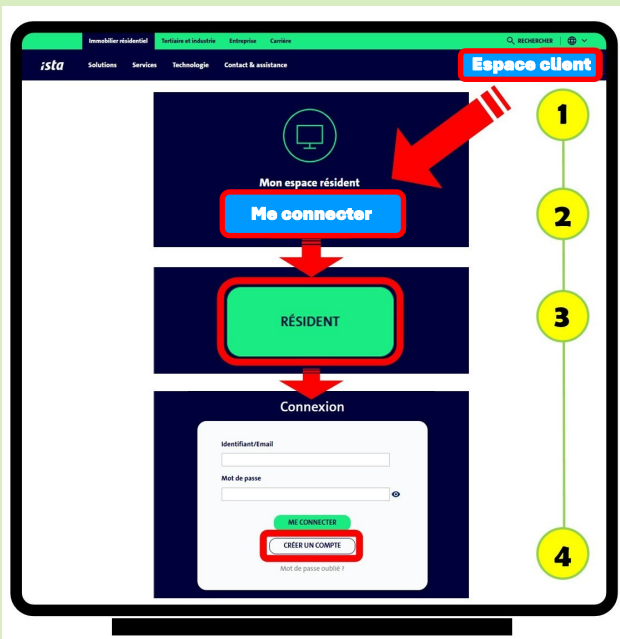 Immobilier résidentiel Tertiaire et industrie Entreprise Carrière RECHERCHER
ista Solutions Services Technologie Contact & assistance Espace client
1
Mon espace résident
Me connecter
2
RÉSIDENT
3
Connexion
Identifiant/Email
Mot de passe
ME CONNECTER
CRÉER UN COMPTE
Mot de passe oublié ?
4